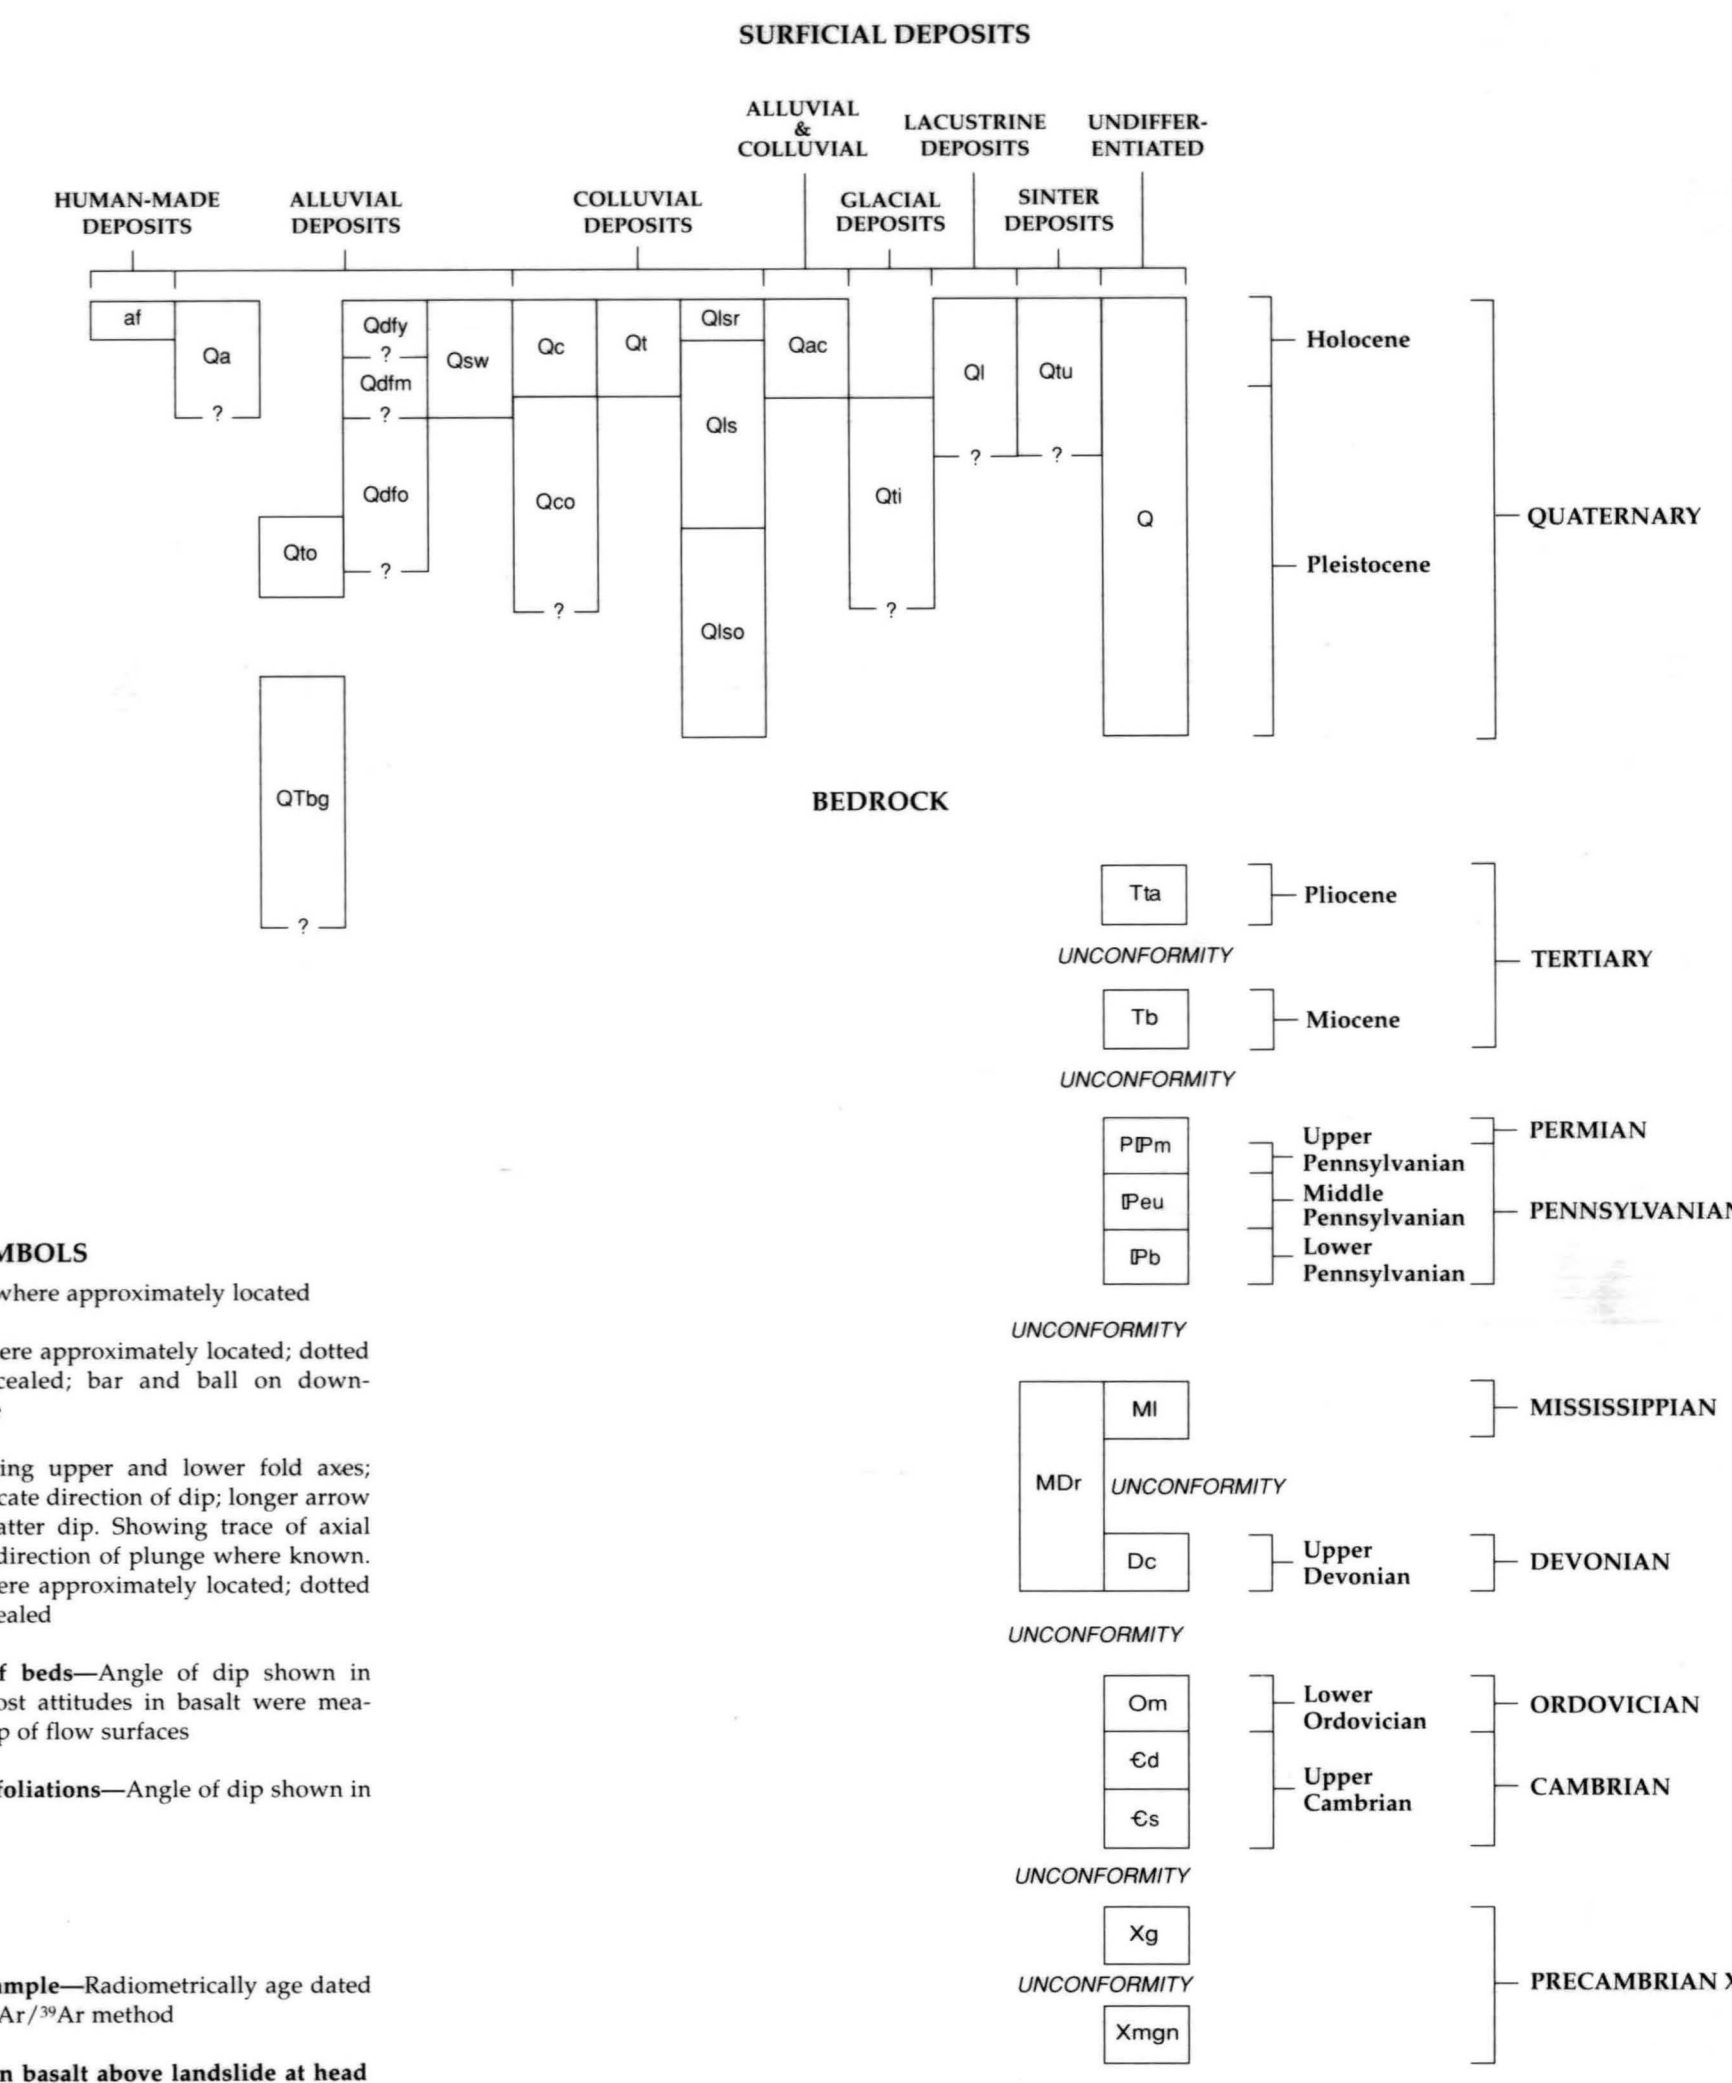 SURFICIAL DEPOSITS
ALLUVIAL
&
COLLUVIAL
LACUSTRINE
DEPOSITS
UNDIFFER-
ENTIATED
HUMAN-MADE
DEPOSITS
ALLUVIAL
DEPOSITS
COLLUVIAL
DEPOSITS
GLACIAL
DEPOSITS
SINTER
DEPOSITS
af
Qa
?
Qdfy
?
Qdfm
?
Qdfo
?
Qto
QTbg
?
Qsw
Qc
Qco
?
Qt
Qlsr
Qls
Qlso
Qac
Qti
?
Ql
?
Qtu
?
Q
Holocene
Pleistocene
QUATERNARY
BEDROCK
Tta
Pliocene
UNCONFORMITY
TERTIARY
Tb
Miocene
UNCONFORMITY
Pℙm
Upper
Pennsylvanian
PERMIAN
ℙeu
Middle
Pennsylvanian
PENNSYLVANIAN
ℙb
Lower
Pennsylvanian
UNCONFORMITY
Ml
MISSISSIPPIAN
MDr
UNCONFORMITY
Dc
Upper
Devonian
DEVONIAN
UNCONFORMITY
Om
Lower
Ordovician
ORDOVICIAN
Єd
Upper
Cambrian
CAMBRIAN
Єs
UNCONFORMITY
Xg
UNCONFORMITY
PRECAMBRIAN X
Xmgn
MBOLS
where approximately located
ere approximately located; dotted
cealed; bar and ball on down-
ing upper and lower fold axes;
cate direction of dip; longer arrow
atter dip. Showing trace of axial
direction of plunge where known.
ere approximately located; dotted
ealed
f beds—Angle of dip shown in
ost attitudes in basalt were mea-
p of flow surfaces
foliations—Angle of dip shown in
ample—Radiometrically age dated
Ar/³⁹Ar method
n basalt above landslide at head